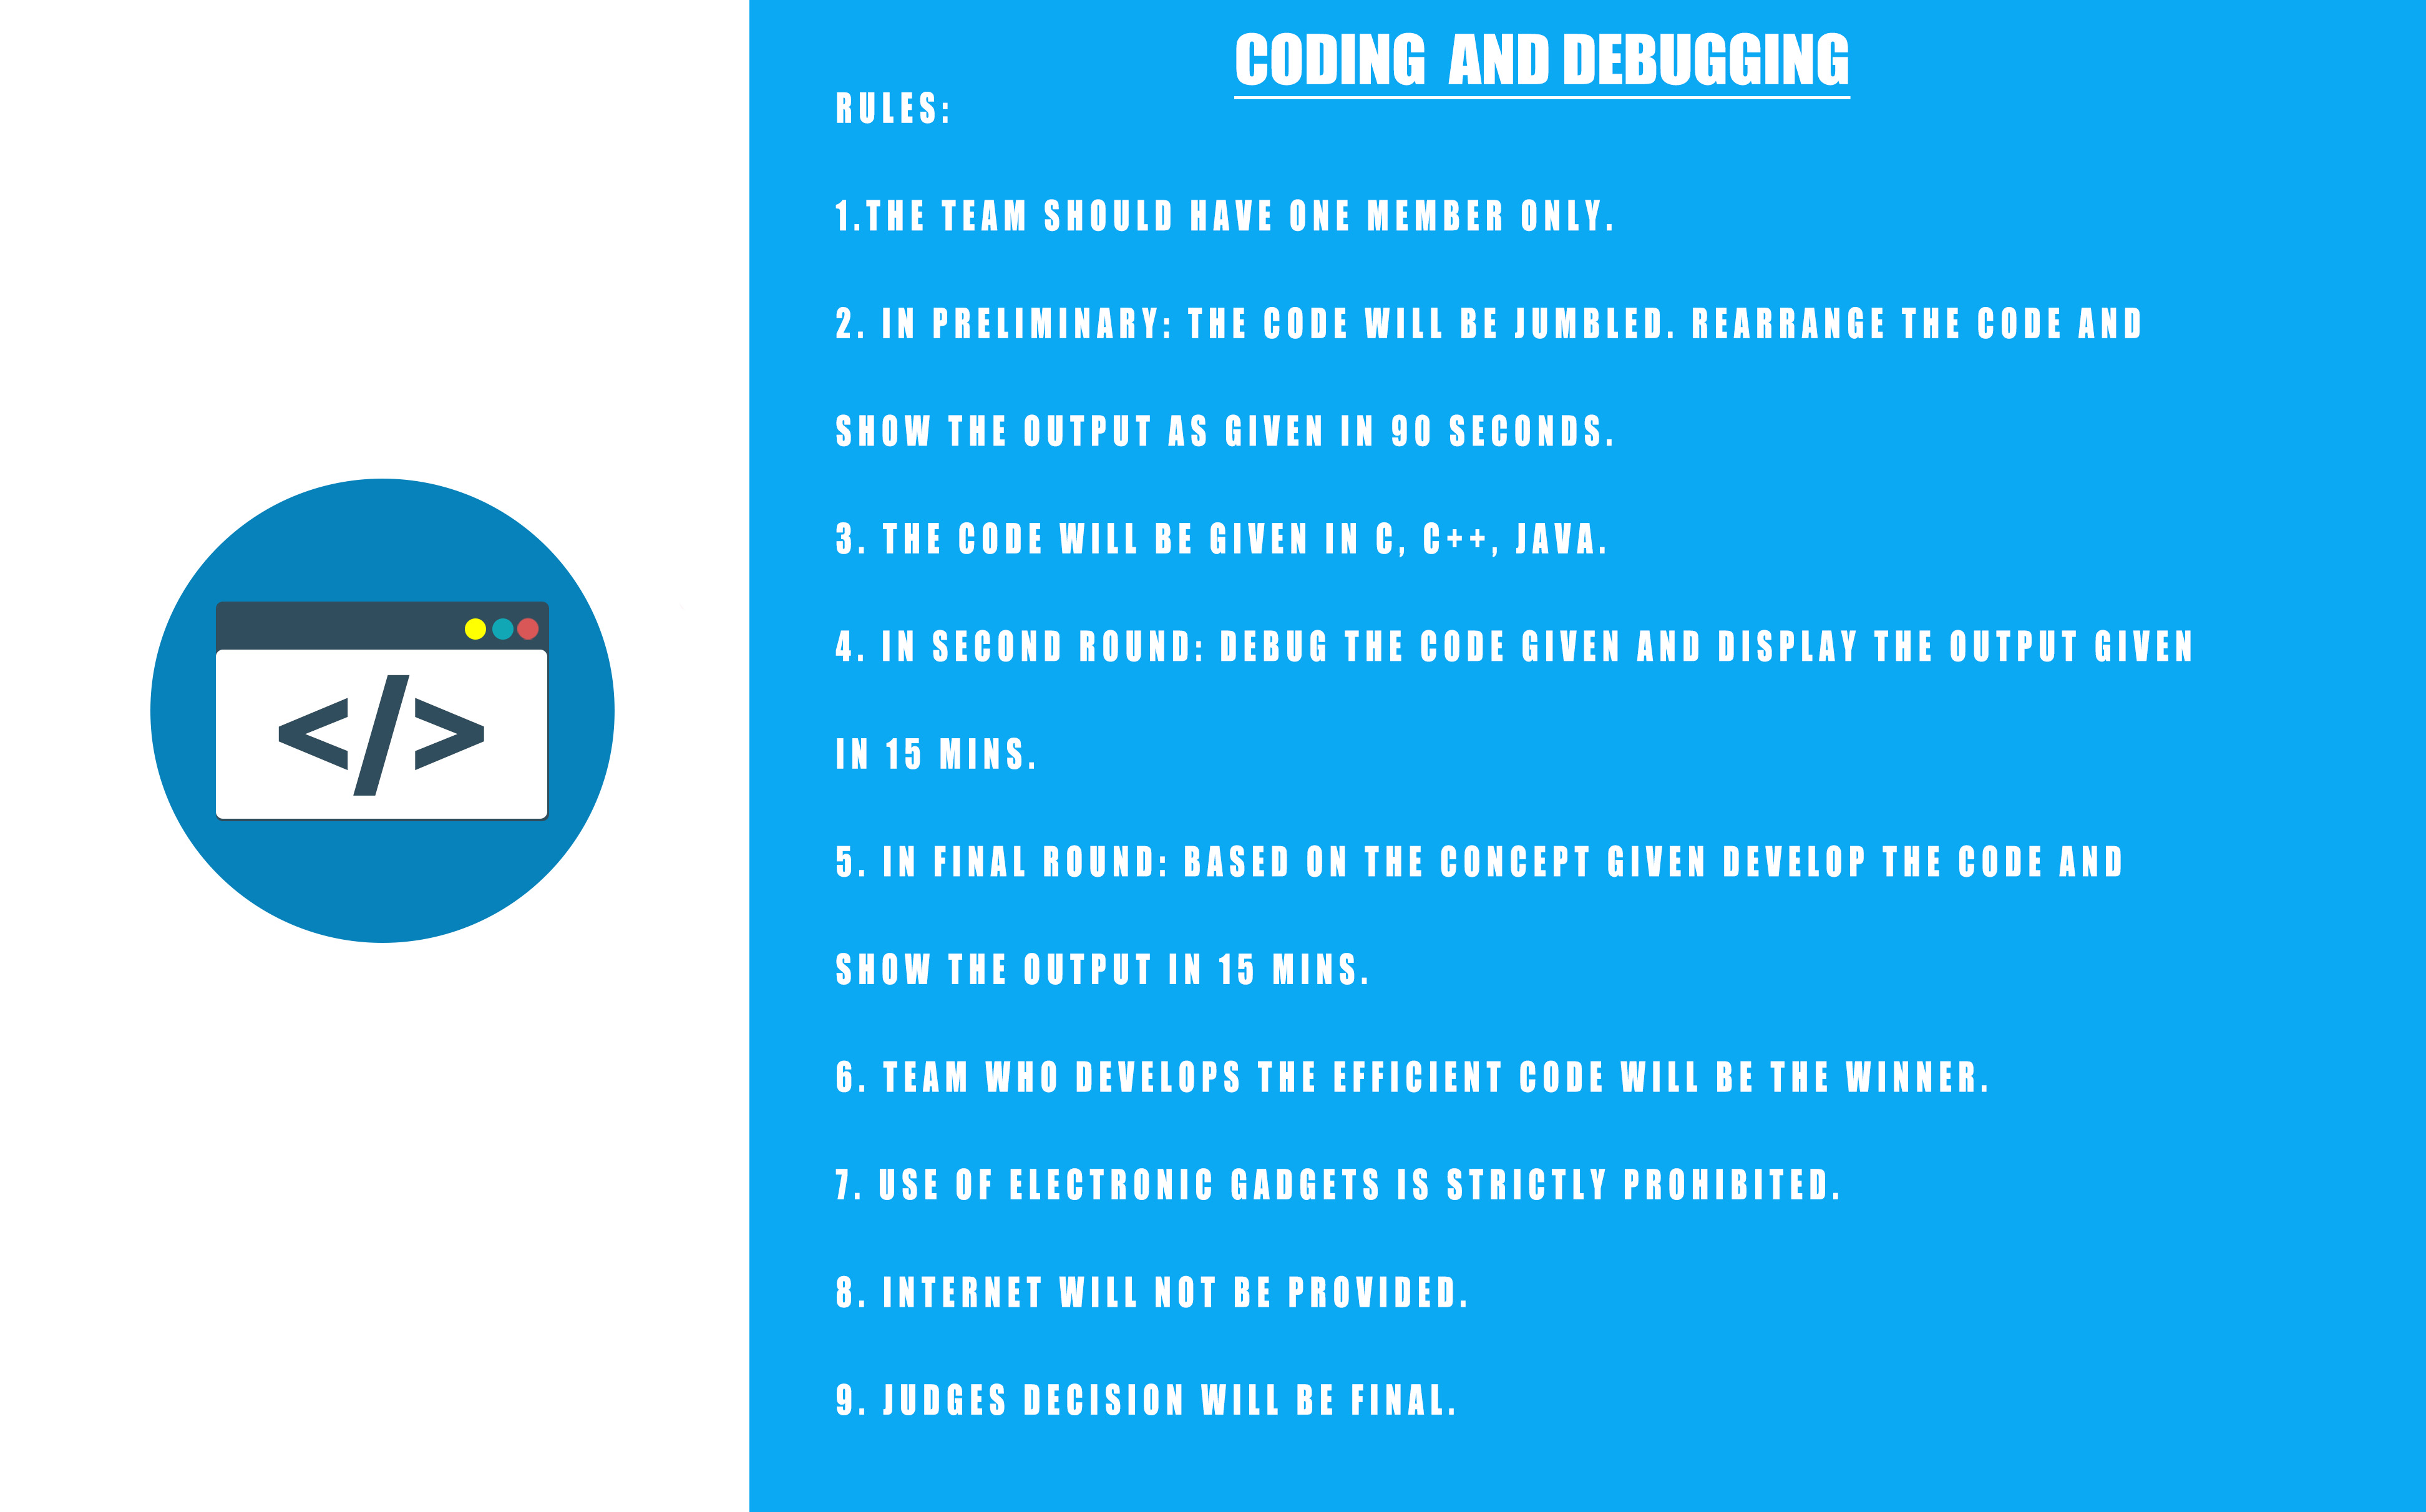 CODING AND DEBUGGING
RULES:
1.THE TEAM SHOULD HAVE ONE MEMBER ONLY.
2. IN PRELIMINARY: THE CODE WILL BE JUMBLED. REARRANGE THE CODE AND
SHOW THE OUTPUT AS GIVEN IN 90 SECONDS.
3. THE CODE WILL BE GIVEN IN C, C++, JAVA.
4. IN SECOND ROUND: DEBUG THE CODE GIVEN AND DISPLAY THE OUTPUT GIVEN
IN 15 MINS.
5. IN FINAL ROUND: BASED ON THE CONCEPT GIVEN DEVELOP THE CODE AND
SHOW THE OUTPUT IN 15 MINS.
6. TEAM WHO DEVELOPS THE EFFICIENT CODE WILL BE THE WINNER.
7. USE OF ELECTRONIC GADGETS IS STRICTLY PROHIBITED.
8. INTERNET WILL NOT BE PROVIDED.
9. JUDGES DECISION WILL BE FINAL.
</>